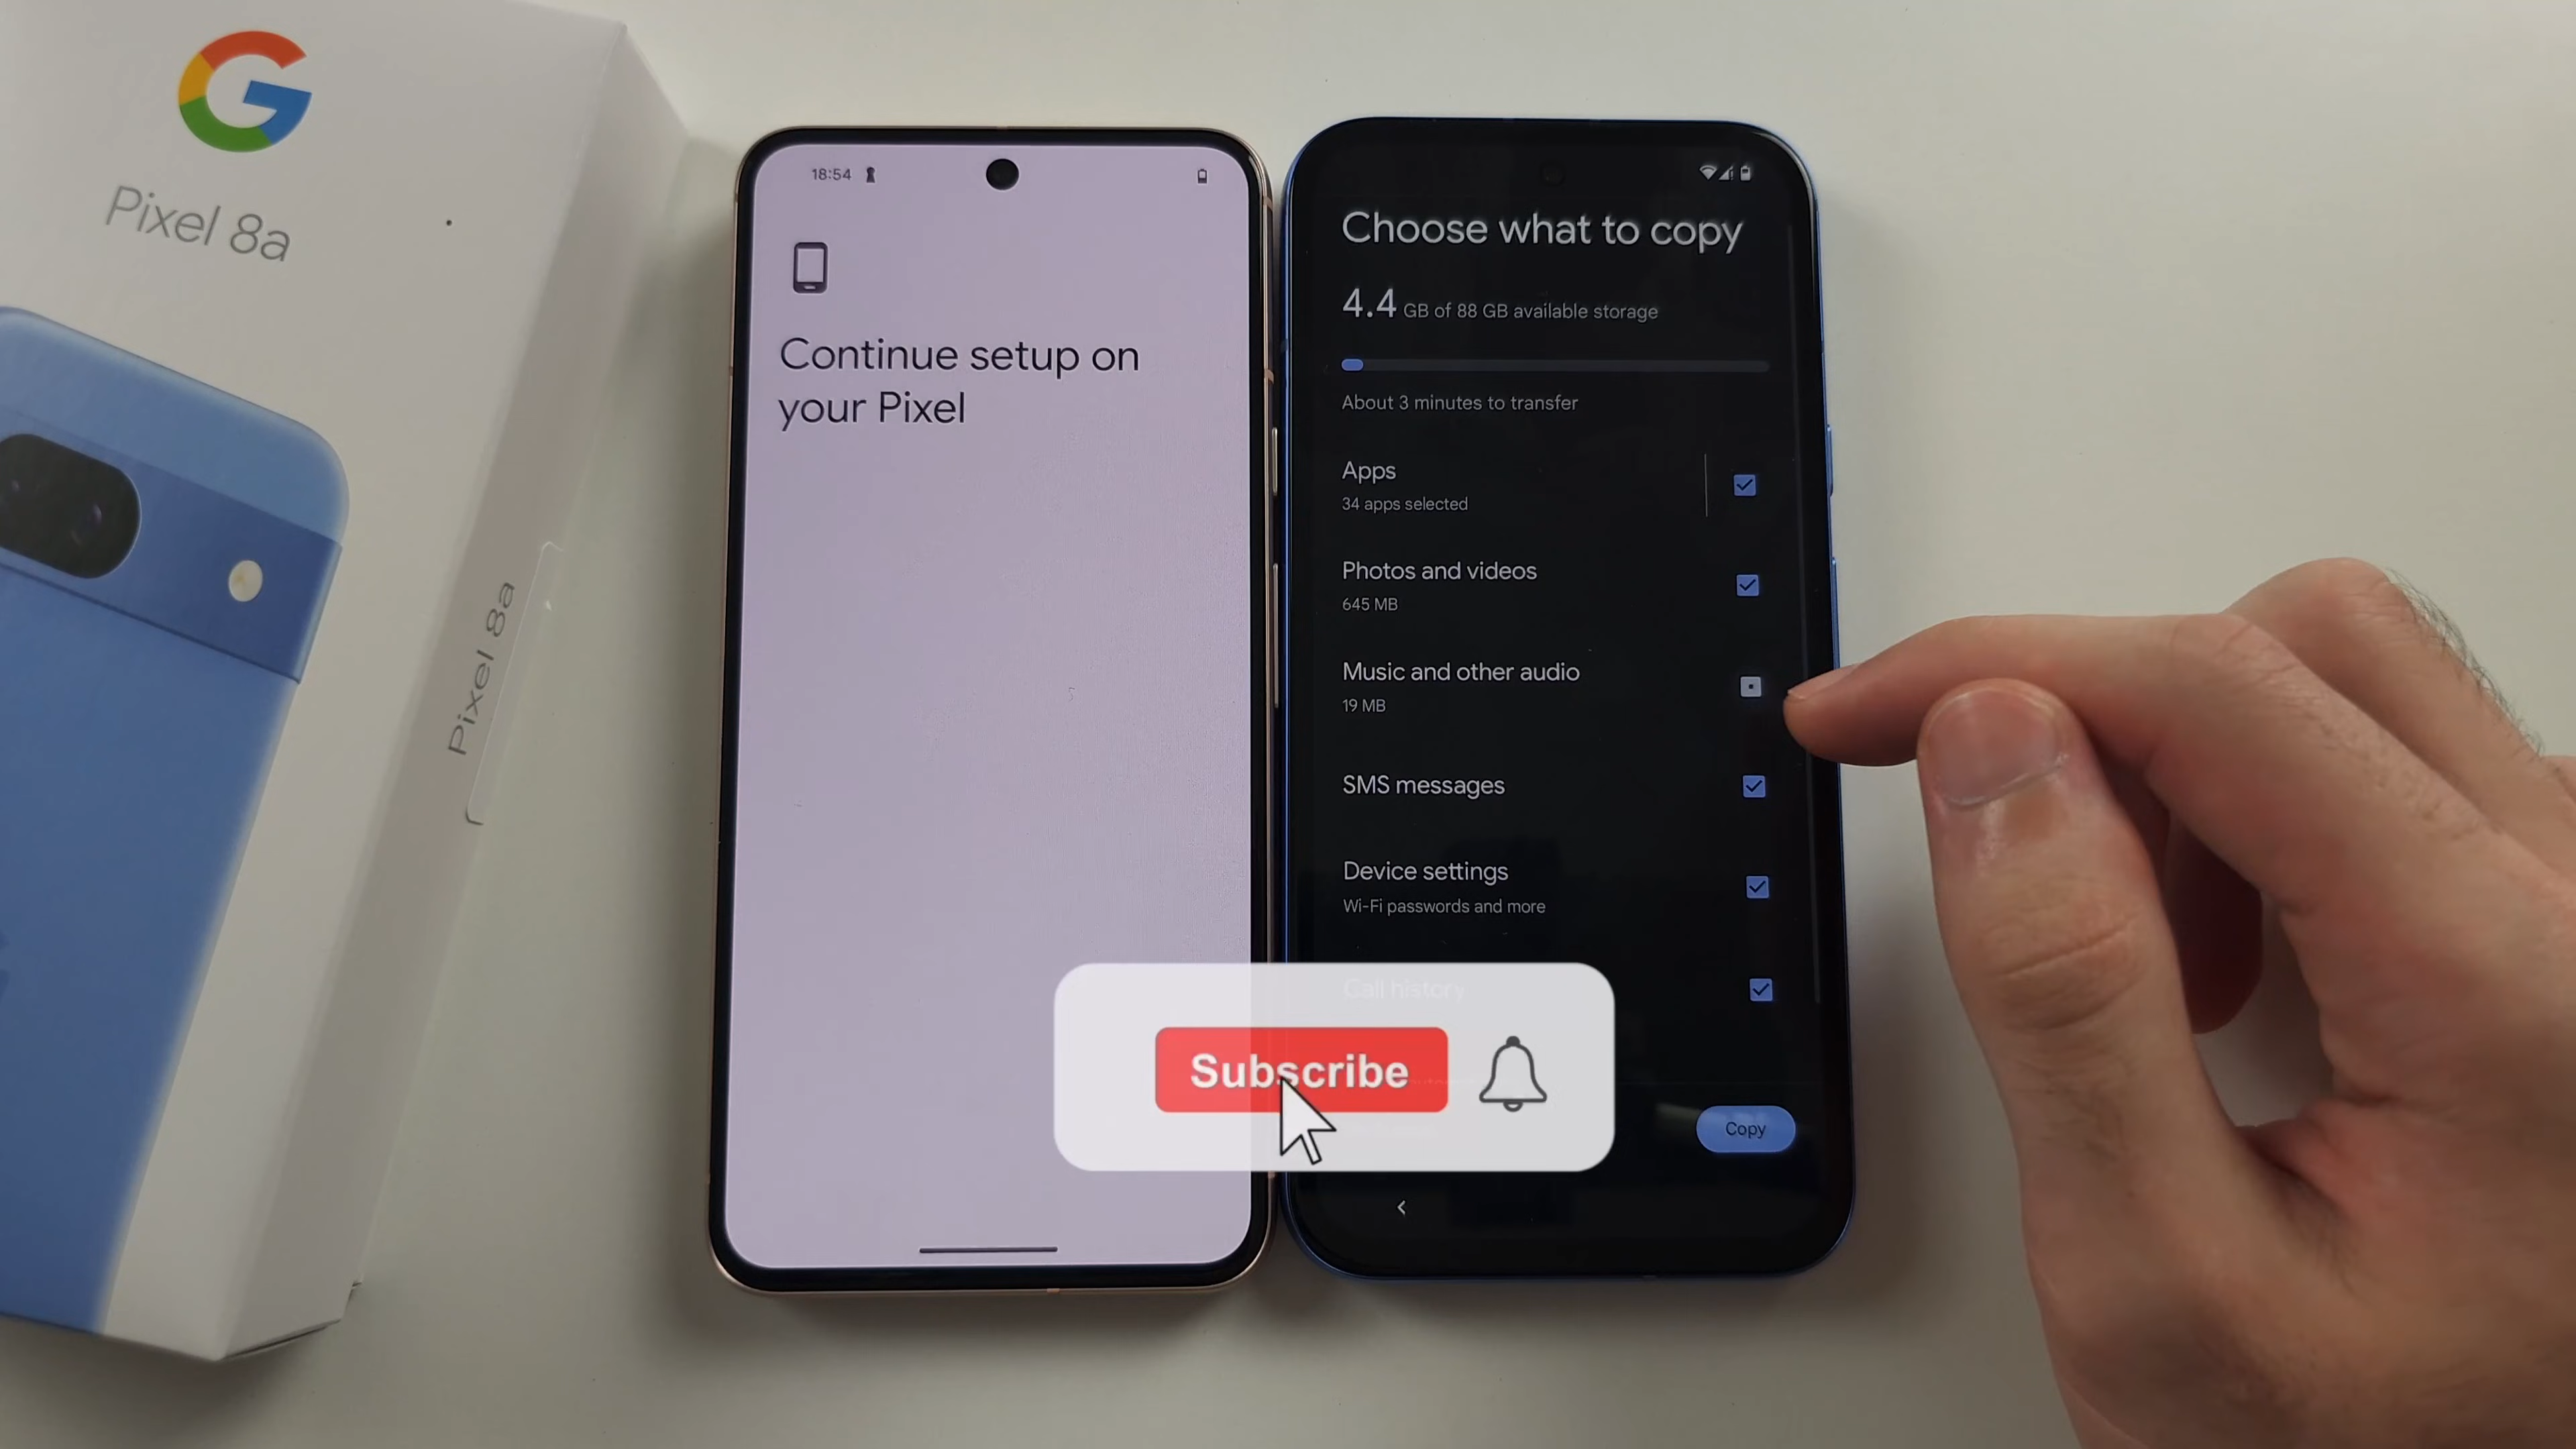 G
Pixel 8a
Pixel 8a
18:54
Continue setup on
your Pixel
Choose what to copy
4.4 GB of 88 GB available storage
About 3 minutes to transfer
Apps
34 apps selected
Photos and videos
645 MB
Music and other audio
19 MB
SMS messages
Device settings
Wi-Fi passwords and more
Call history
Subscribe
Copy